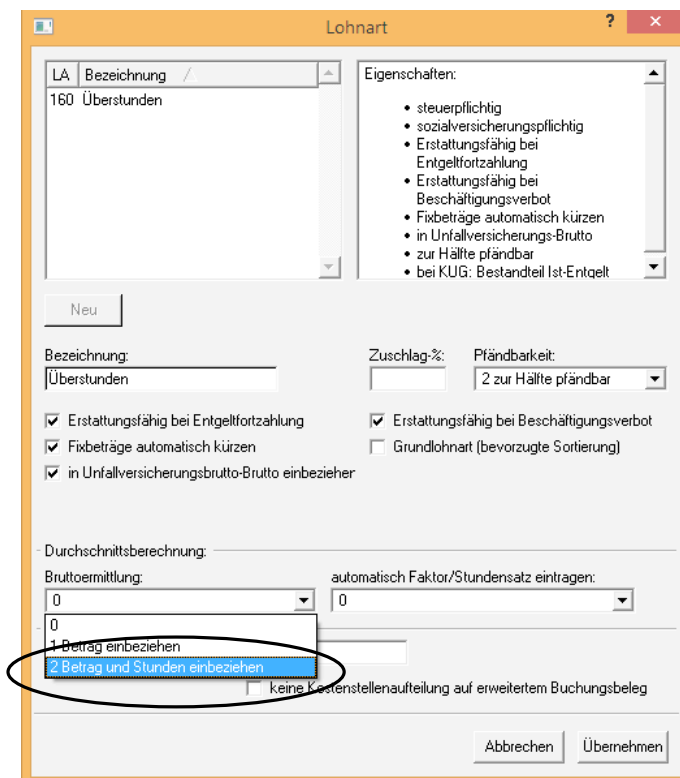 Lohnart
?
LA Bezeichnung
160 Überstunden
Eigenschaften:
• steuerpflichtig
• sozialversicherungspflichtig
• Erstattungsfähig bei
Entgeltfortzahlung
• Erstattungsfähig bei
Beschäftigungsverbot
• Fixbeträge automatisch kürzen
• in Unfallversicherungs-Brutto
• zur Hälfte pfändbar
• bei KUG: Bestandteil Ist-Entgelt
Neu
Bezeichnung:
Überstunden
Zuschlag-%:
Pfändbarkeit:
2 zur Hälfte pfändbar
Erstattungsfähig bei Entgeltfortzahlung
Erstattungsfähig bei Beschäftigungsverbot
Fixbeträge automatisch kürzen
Grundlohnart (bevorzugte Sortierung)
in Unfallversicherungsbrutto-Brutto einbeziehen
Durchschnittsberechnung:
Bruttoermittlung:
automatisch Faktor/Stundensatz eintragen:
0
0
0
1 Betrag einbeziehen
2 Betrag und Stunden einbeziehen
keine Kostenstellenaufteilung auf erweitertem Buchungsbeleg
Abbrechen
Übernehmen